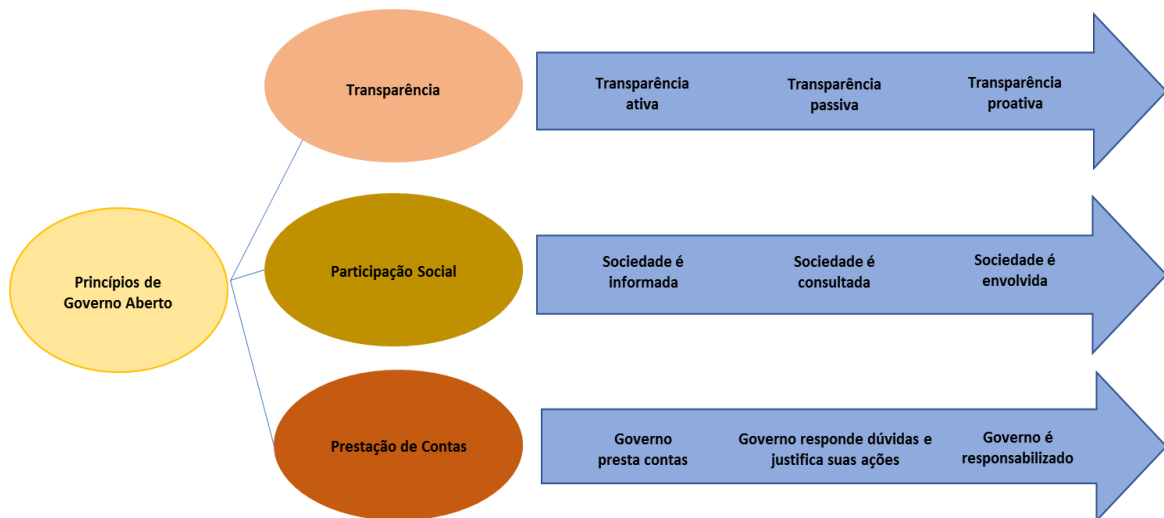 Princípios de
Governo Aberto
Transparência
Transparência
ativa
Transparência
passiva
Transparência
proativa
Participação Social
Sociedade é
informada
Sociedade é
consultada
Sociedade é
envolvida
Prestação de Contas
Governo
presta contas
Governo responde dúvidas e
justifica suas ações
Governo é
responsabilizado